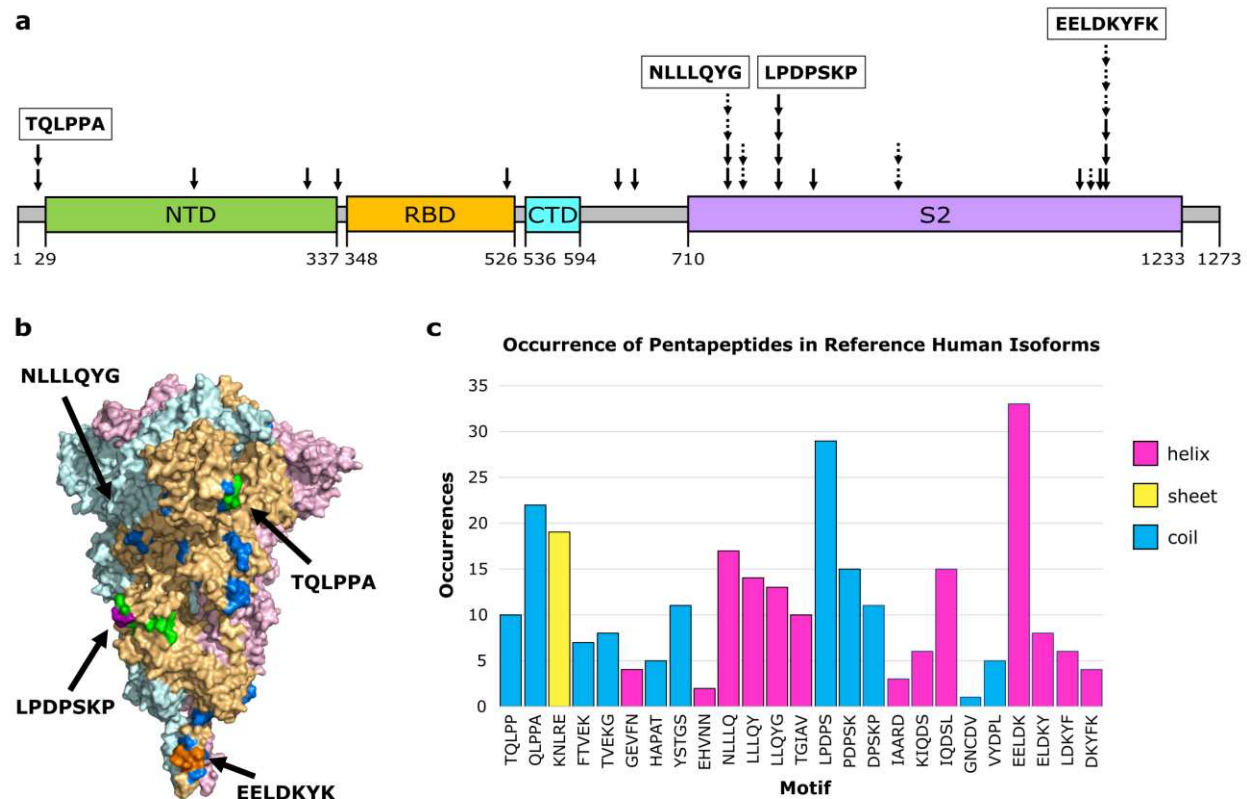 a
EELDKYFK
NLLLQYG
LPDPSKP
TQLPPA
NTD
RBD
CTD
S2
1 29 337 348 526 536 594 710 1233 1273
b
NLLLQYG
TQLPPA
LPDPSKP
EELDKYK
c
Occurrence of Pentapeptides in Reference Human Isoforms
Occurrences
35
30
25
20
15
10
5
0
TQLPP
QLPPA
KNLRE
FTVEK
TVEKG
GEVFN
HAPAT
YSTGS
EHVNN
NLLLQ
LLLQY
LLQYG
TGIAV
LPDPS
PDPSK
DPSKP
IAARD
KIQDS
IQDSL
GNCDV
VYDPL
EELDK
ELDKY
LDKYF
DKYFK
Motif
helix
sheet
coil